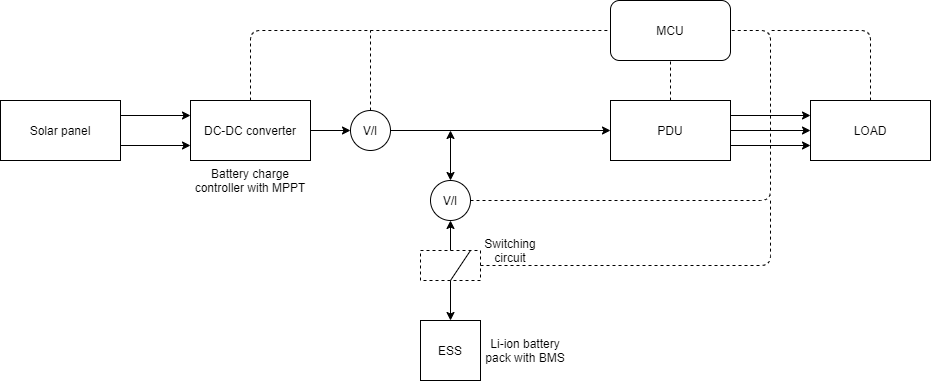 MCU
Solar panel
DC-DC converter
V/I
PDU
LOAD
Battery charge
controller with MPPT
V/I
Switching
circuit
ESS
Li-ion battery
pack with BMS